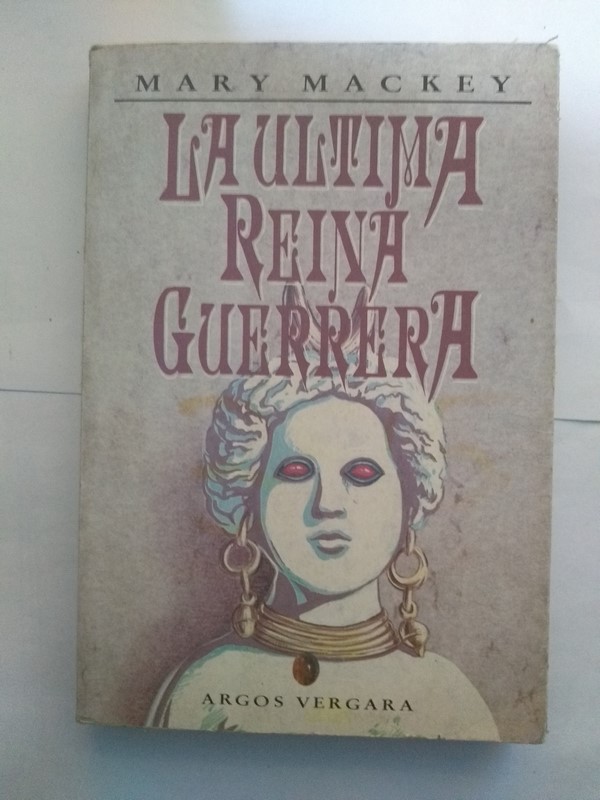 MARY MACKEY
LA ULTIMA
REINA
GUERRERA
ARGOS VERGARA